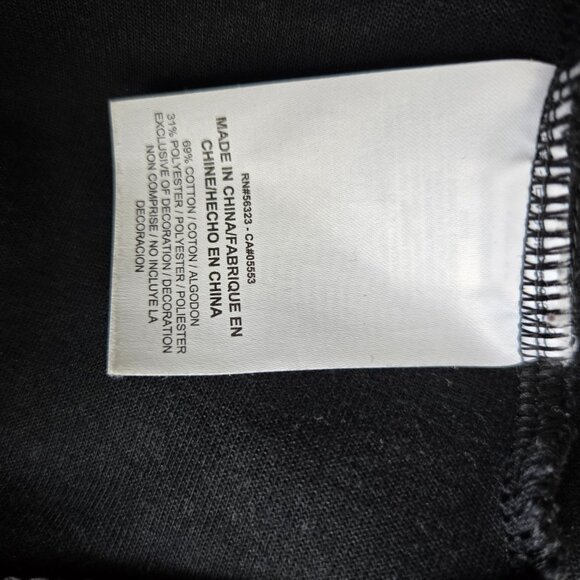 RN#56323 - CA#05553
MADE IN CHINA/FABRIQUE EN
CHINE/HECHO EN CHINA
69% COTTON / COTON / ALGODON
31% POLYESTER / POLYESTER / POLIESTER
EXCLUSIVE OF DECORATION / DECORATION
NON COMPRISE / NO INCLUYE LA
DECORACION